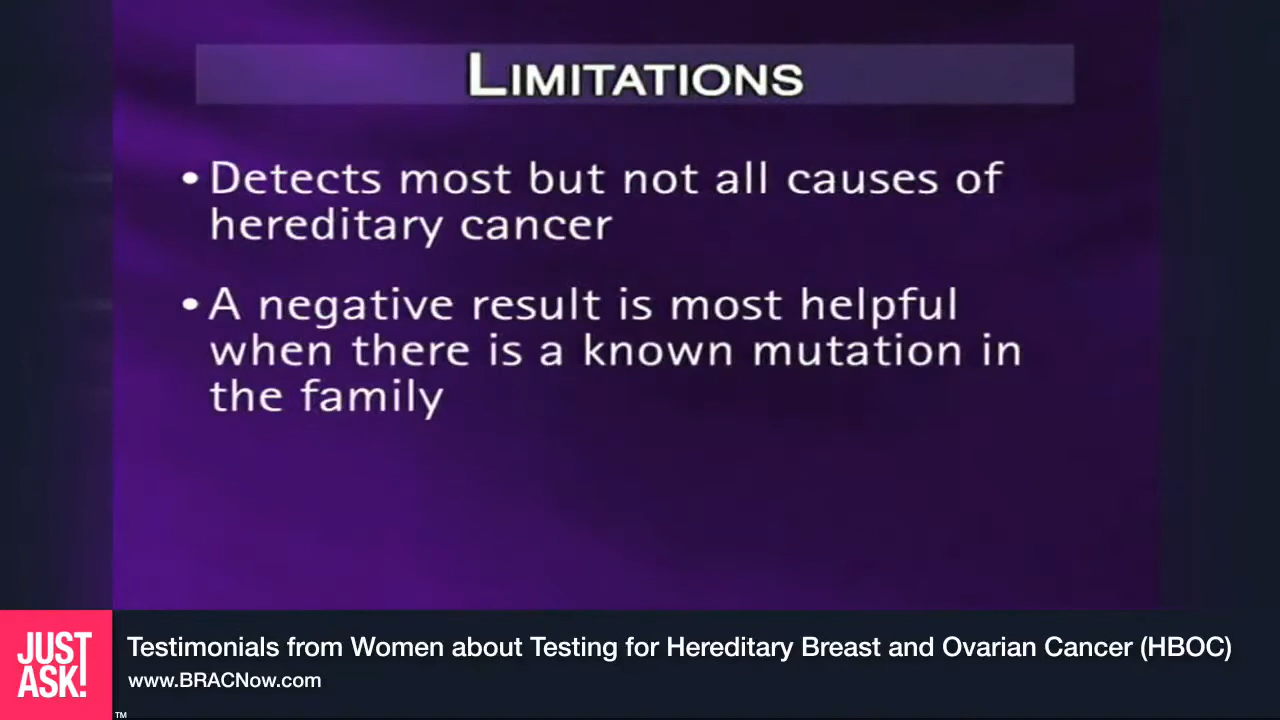 LIMITATIONS
• Detects most but not all causes of
hereditary cancer
• A negative result is most helpful
when there is a known mutation in
the family
JUST
ASK!
™
Testimonials from Women about Testing for Hereditary Breast and Ovarian Cancer (HBOC)
www.BRACNow.com